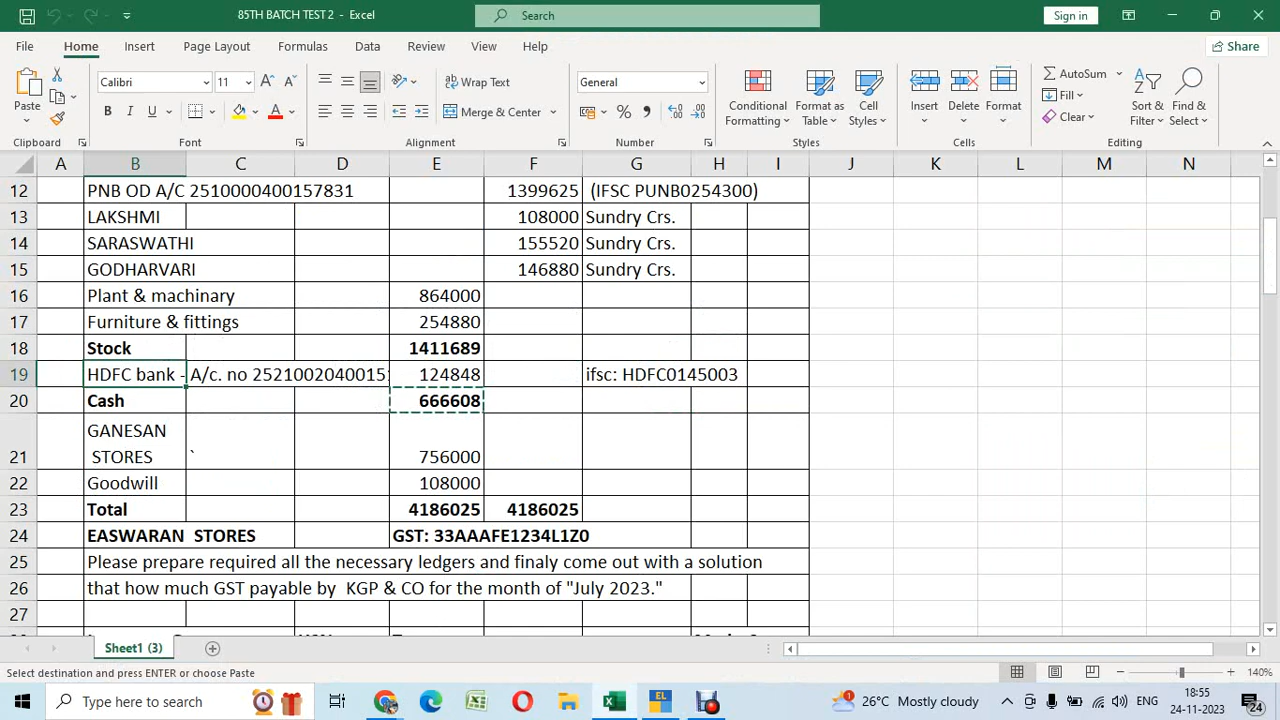 85TH BATCH TEST 2 - Excel
Search
Sign in
File Home Insert Page Layout Formulas Data Review View Help
Share
Paste
Calibri 11
B I U
Wrap Text
Merge & Center
General
Conditional Formatting
Format as Table
Cell Styles
Insert Delete Format
AutoSum
Fill
Clear
Sort & Filter
Find & Select
Clipboard Font Alignment Number Styles Cells Editing
A B C D E F G H I J K L M N
12 PNB OD A/C 2510000400157831 1399625 (IFSC PUNB0254300)
13 LAKSHMI 108000 Sundry Crs.
14 SARASWATHI 155520 Sundry Crs.
15 GODHARVARI 146880 Sundry Crs.
16 Plant & machinary 864000
17 Furniture & fittings 254880
18 Stock 1411689
19 HDFC bank - A/c. no 252100204001 124848 ifsc: HDFC0145003
20 Cash 666608
GANESAN
21 STORES ` 756000
22 Goodwill 108000
23 Total 4186025 4186025
24 EASWARAN STORES GST: 33AAAFE1234L1Z0
25 Please prepare required all the necessary ledgers and finaly come out with a solution
26 that how much GST payable by KGP & CO for the month of "July 2023."
27
Sheet1 (3)
Select destination and press ENTER or choose Paste
140%
Type here to search
26°C Mostly cloudy
ENG
18:55
24-11-2023